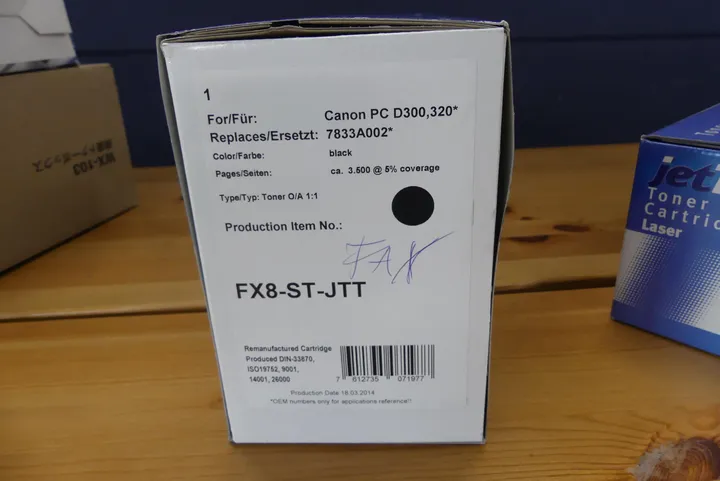 1
For/Für: Canon PC D300,320*
Replaces/Ersetzt: 7833A002*
Color/Farbe: black
Pages/Seiten: ca. 3.500 @ 5% coverage
Type/Typ: Toner O/A 1:1
Production Item No.:
FAX
FX8-ST-JTT
Remanufactured Cartridge
Produced DIN-33870,
ISO19752, 9001,
14001, 26000
7 612735 071977
Production Date 18.03.2014
*OEM numbers only for applications reference!!
WX-103
jet
Toner
Cartric
Laser